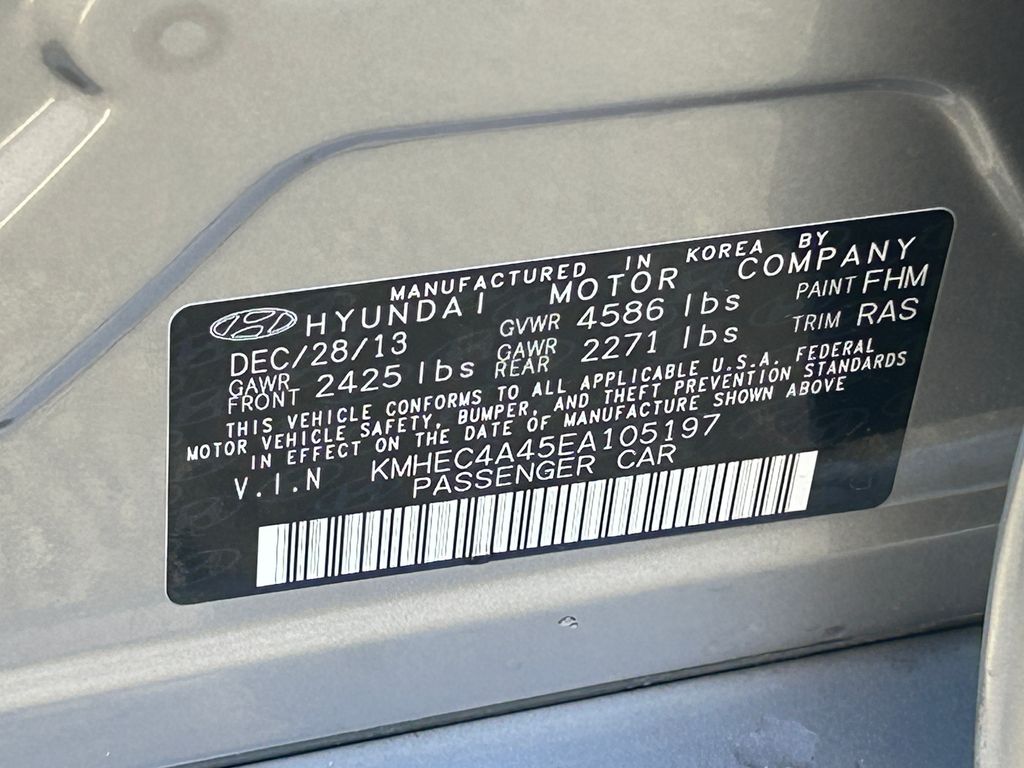 MANUFACTURED IN KOREA BY
HYUNDAI MOTOR COMPANY
DEC/28/13 GVWR 4586 lbs PAINT FHM
GAWR FRONT 2425 lbs GAWR REAR 2271 lbs TRIM RAS
THIS VEHICLE CONFORMS TO ALL APPLICABLE U.S.A. FEDERAL
MOTOR VEHICLE SAFETY, BUMPER, AND THEFT PREVENTION STANDARDS
IN EFFECT ON THE DATE OF MANUFACTURE SHOWN ABOVE
V.I.N KMHEC4A45EA105197
PASSENGER CAR